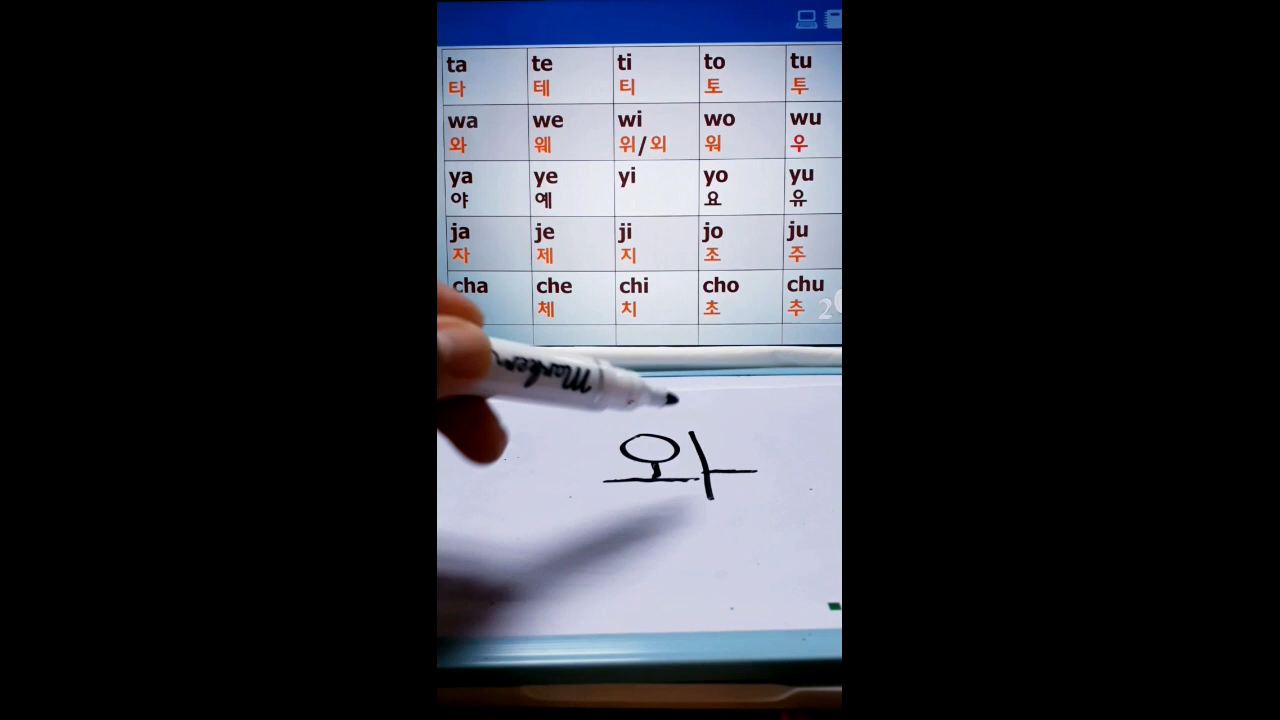 ta te ti to tu
타 테 티 토 투
wa we wi wo wu
와 웨 위/외 워 우
ya ye yi yo yu
야 예 요 유
ja je ji jo ju
자 제 지 조 주
cha che chi cho chu
체 치 초 추
Marker
와